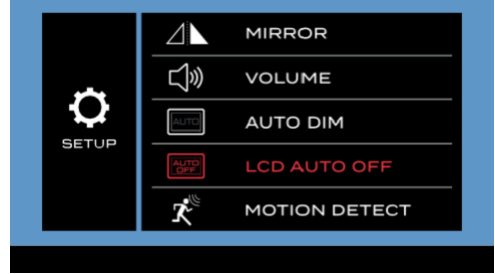 MIRROR
VOLUME
AUTO
AUTO DIM
SETUP
AUTO
OFF
LCD AUTO OFF
MOTION DETECT